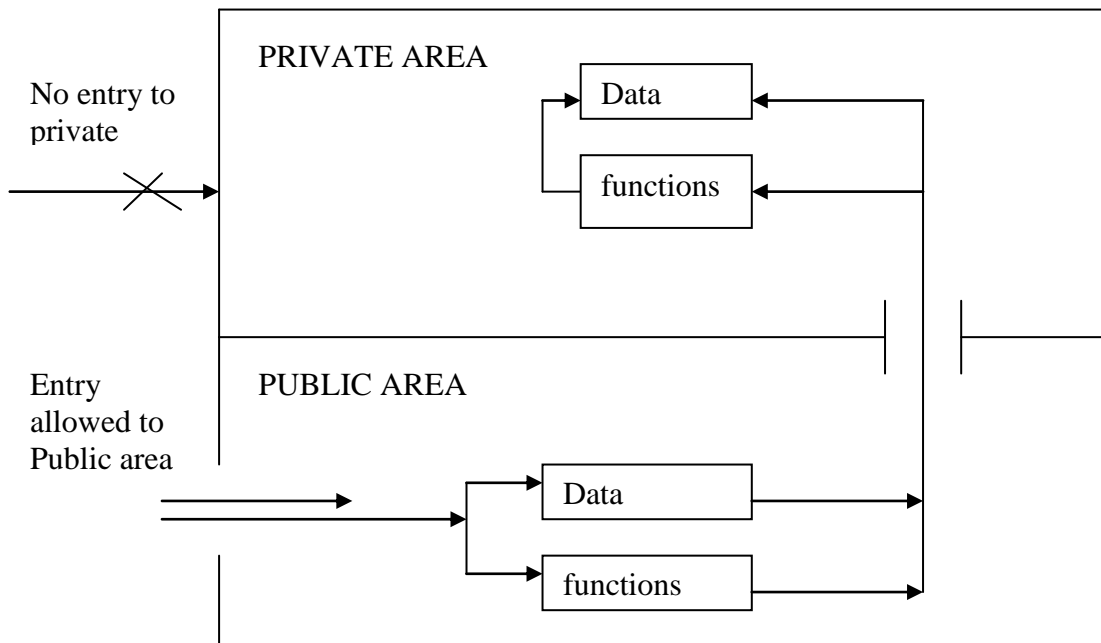 PRIVATE AREA
No entry to
private
Data
functions
Entry
allowed to
Public area
PUBLIC AREA
Data
functions